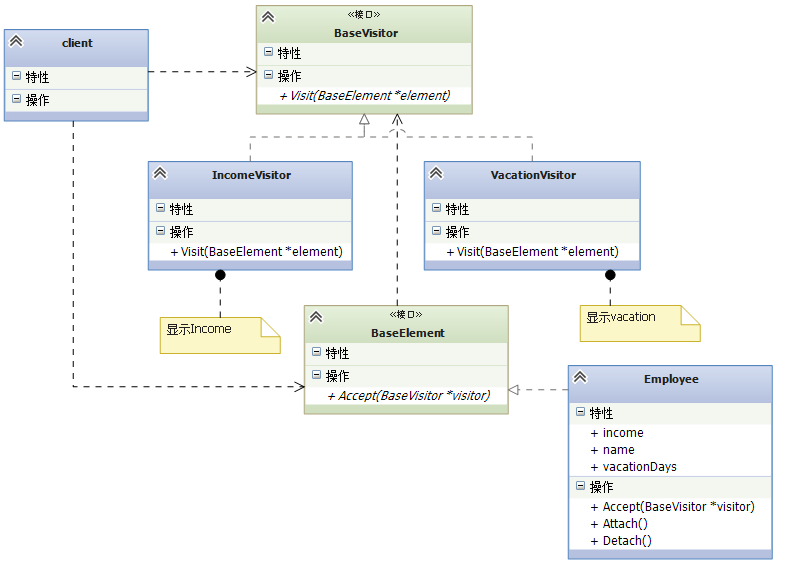 client
特性
操作
«接口»
BaseVisitor
特性
操作
+ Visit(BaseElement *element)
IncomeVisitor
特性
操作
+ Visit(BaseElement *element)
VacationVisitor
特性
操作
+ Visit(BaseElement *element)
显示Income
显示vacation
«接口»
BaseElement
特性
操作
+ Accept(BaseVisitor *visitor)
Employee
特性
+ income
+ name
+ vacationDays
操作
+ Accept(BaseVisitor *visitor)
+ Attach()
+ Detach()